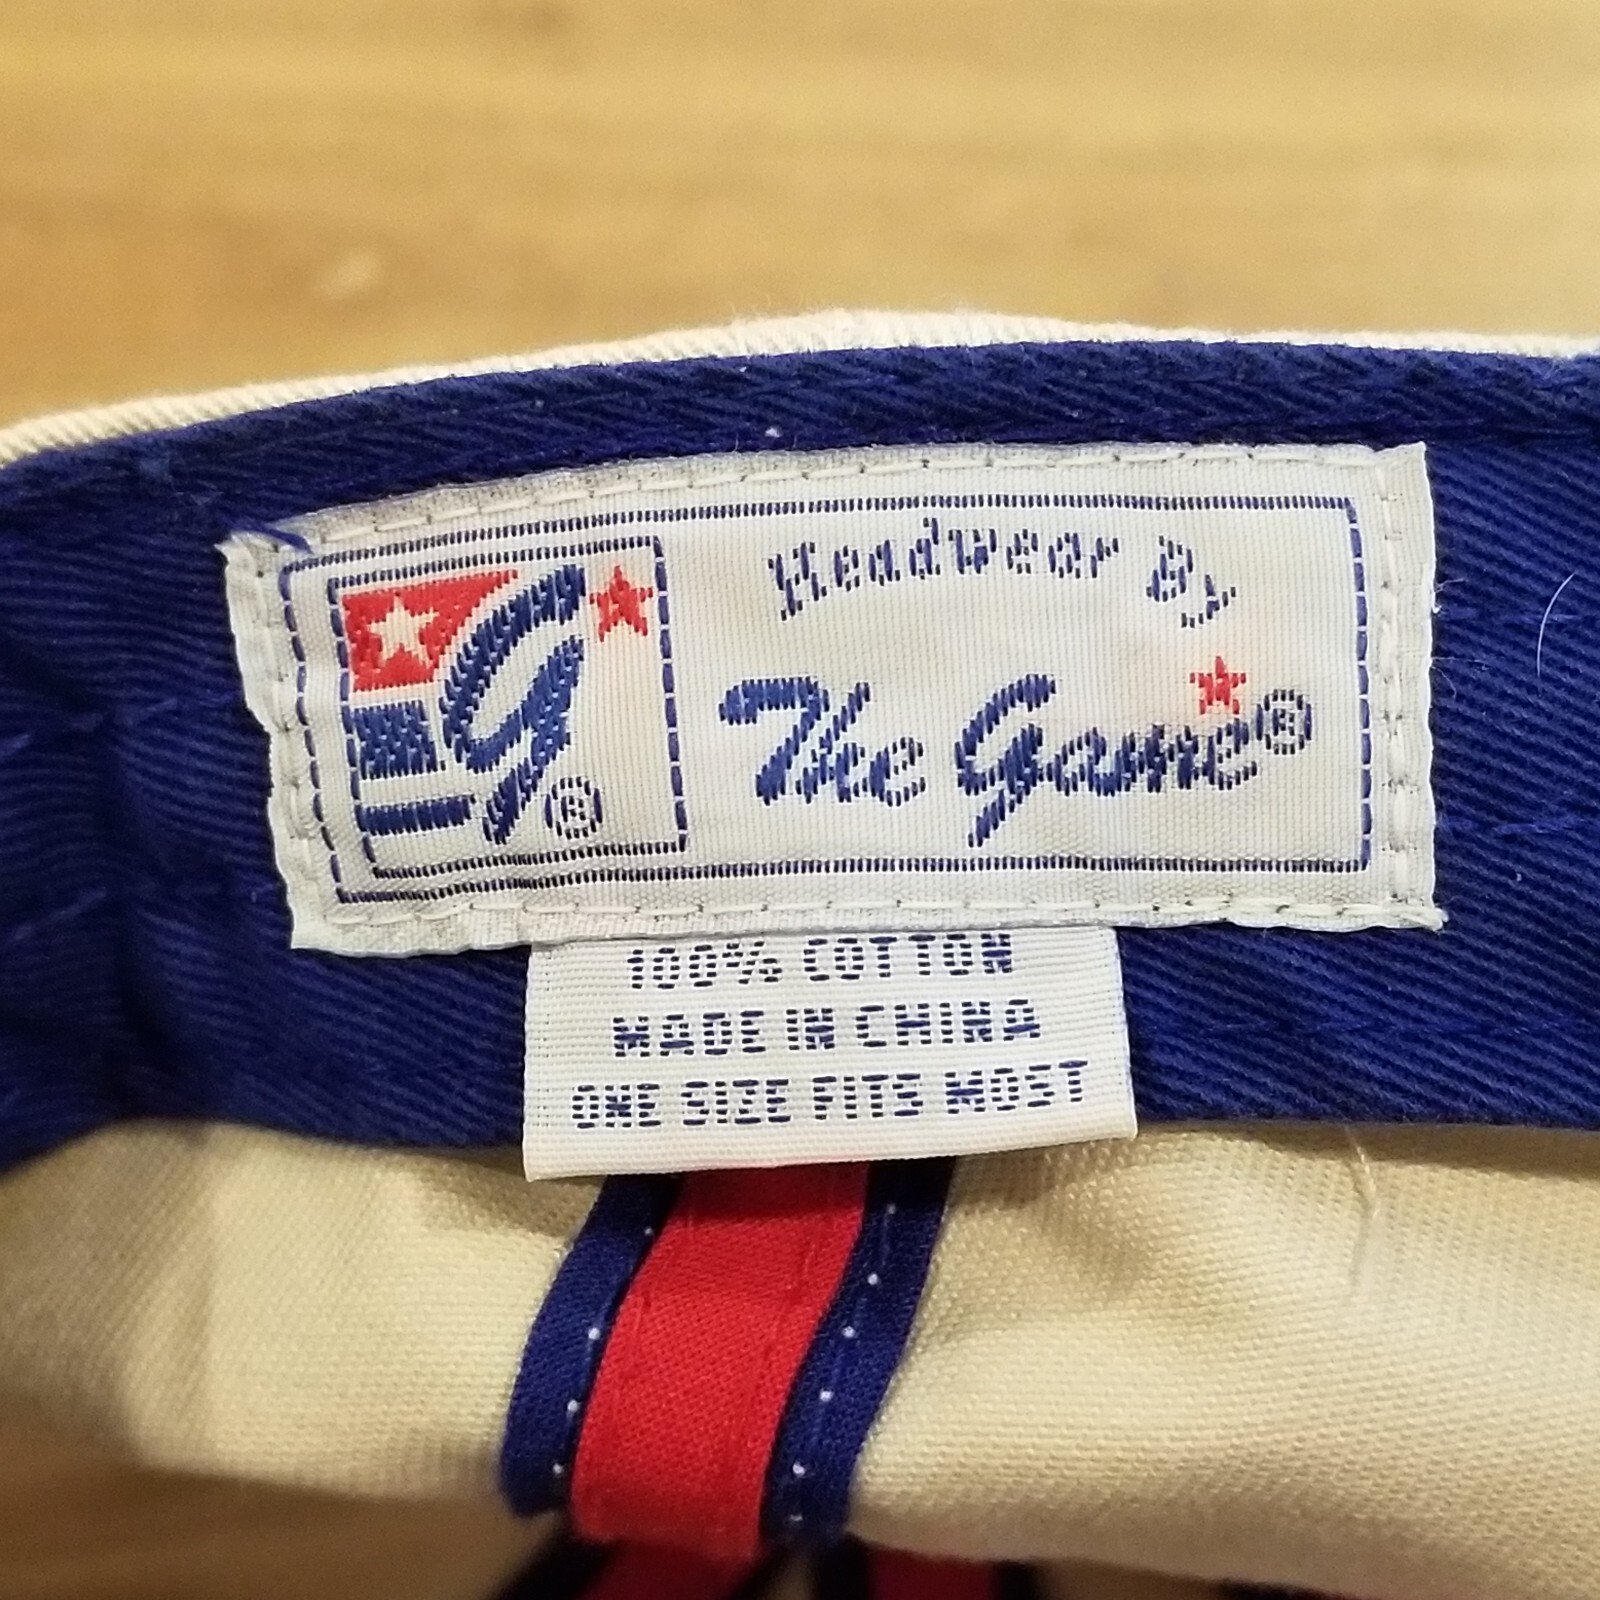 G®
Headwear By
The Game®
100% COTTON
MADE IN CHINA
ONE SIZE FITS MOST